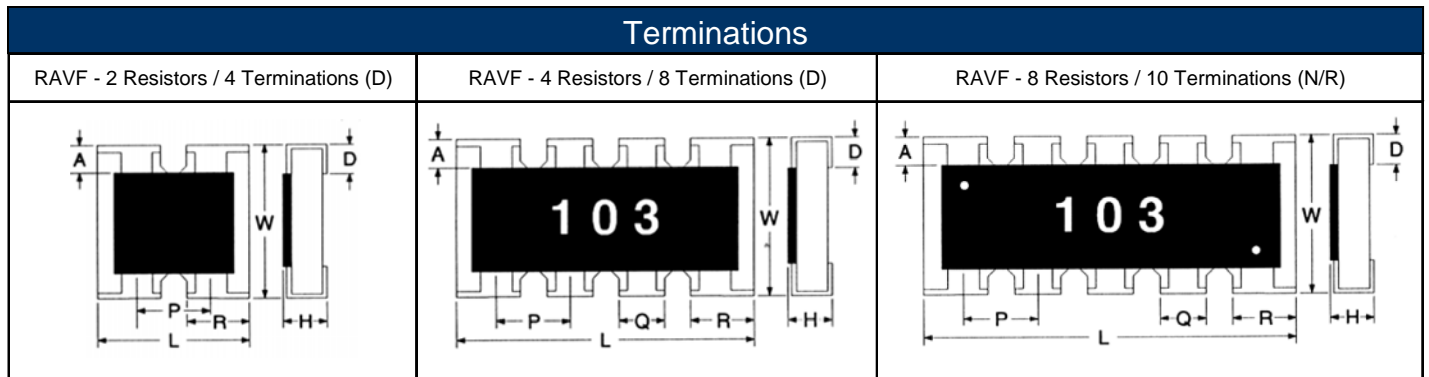 Terminations
RAVF - 2 Resistors / 4 Terminations (D)
RAVF - 4 Resistors / 8 Terminations (D)
RAVF - 8 Resistors / 10 Terminations (N/R)
A
D
W
P
R
H
L
A
D
103
W
P
Q
R
H
L
A
D
103
W
P
Q
R
H
L